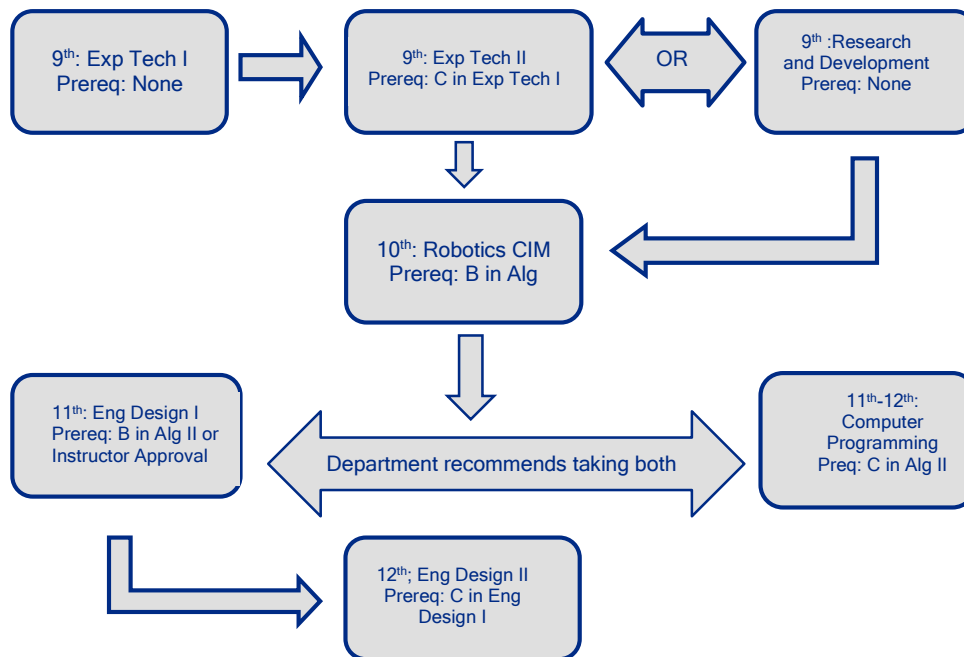 9th: Exp Tech I
Prereq: None
9th: Exp Tech II
Prereq: C in Exp Tech I
OR
9th :Research
and Development
Prereq: None
10th: Robotics CIM
Prereq: B in Alg
11th: Eng Design I
Prereq: B in Alg II or
Instructor Approval
Department recommends taking both
11th-12th:
Computer
Programming
Preq: C in Alg II
12th; Eng Design II
Prereq: C in Eng
Design I